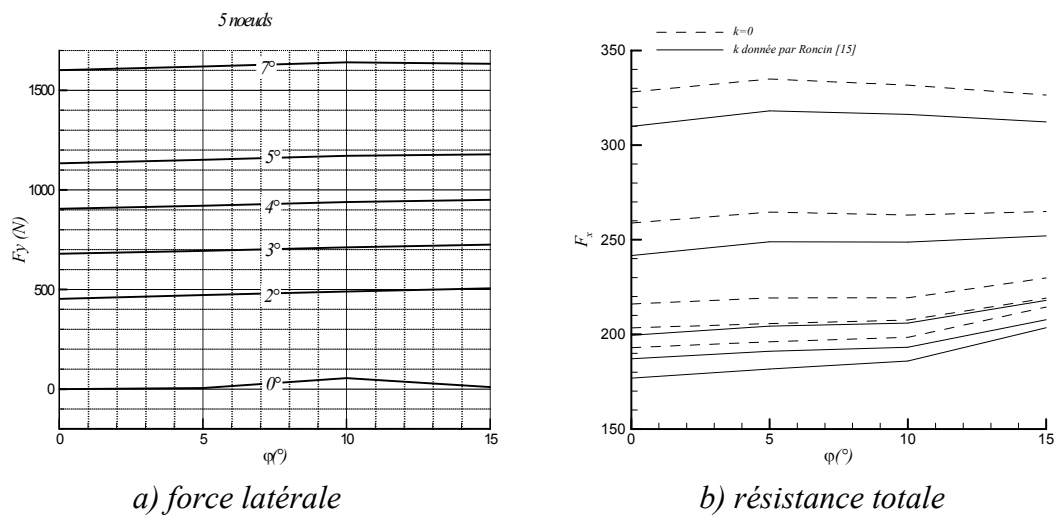 5 noeuds
1500
1000
500
0
Fy (N)
7°
5°
4°
3°
2°
0°
0
5
10
15
φ(°)
a) force latérale
k=0
k donnée par Roncin [15]
350
300
250
200
150
Fx
0
5
10
15
φ(°)
b) résistance totale